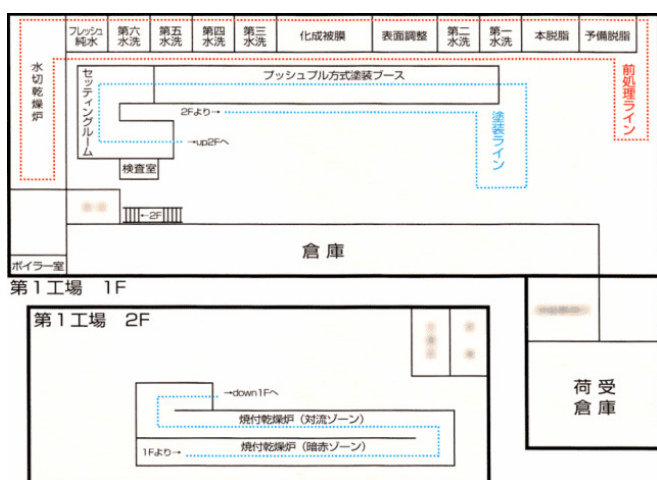 フレッシュ
純水
第六
水洗
第五
水洗
第四
水洗
第三
水洗
化成被膜
表面調整
第二
水洗
第一
水洗
本脱脂
予備脱脂
水切乾燥炉
セッティングルーム
プッシュプル方式塗装ブース
前処理ライン
2Fより→
塗装ライン
→up2Fへ
検査室
←2F
倉庫
ボイラー室
第1工場 1F
第1工場 2F
→down1Fへ
焼付乾燥炉(対流ゾーン)
1Fより→
焼付乾燥炉(暗赤ゾーン)
荷受
倉庫